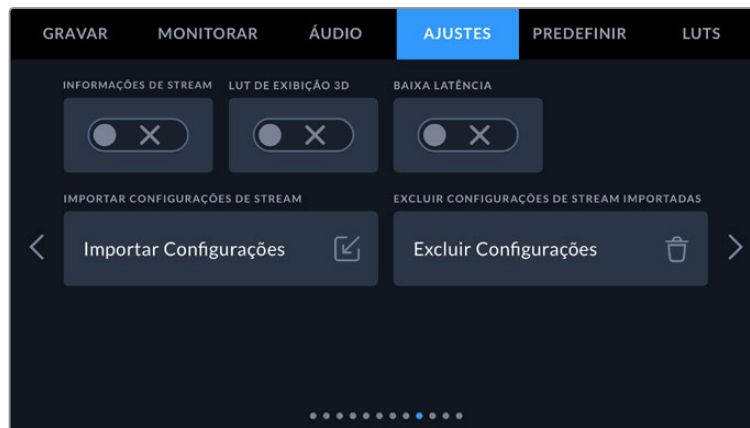 GRAVAR MONITORAR ÁUDIO AJUSTES PREDEFINIR LUTS
INFORMAÇÕES DE STREAM LUT DE EXIBIÇÃO 3D BAIXA LATÊNCIA
IMPORTAR CONFIGURAÇÕES DE STREAM EXCLUIR CONFIGURAÇÕES DE STREAM IMPORTADAS
Importar Configurações Excluir Configurações